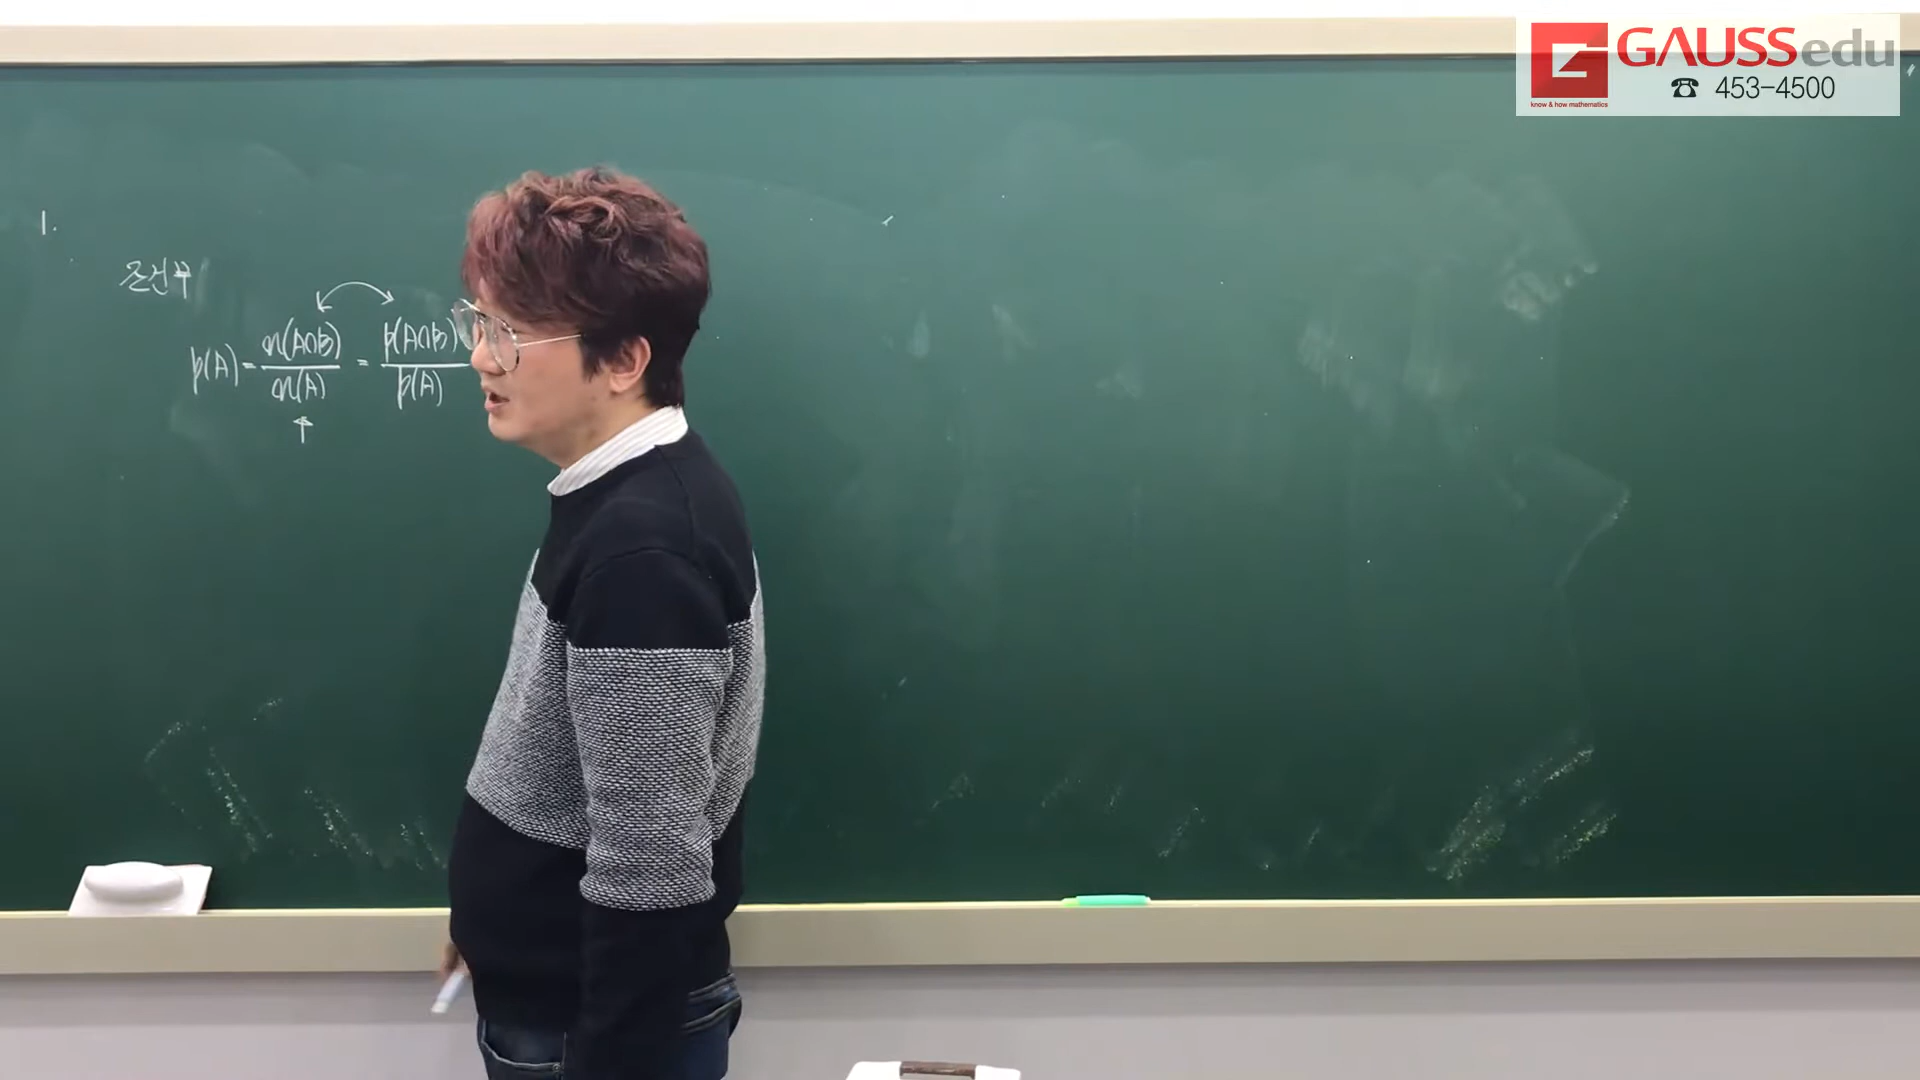 GAUSSedu
know & how mathematics
☎ 453-4500
1.
조건부
p(A) = n(A∩B) / n(A) = p(A∩B) / p(A)